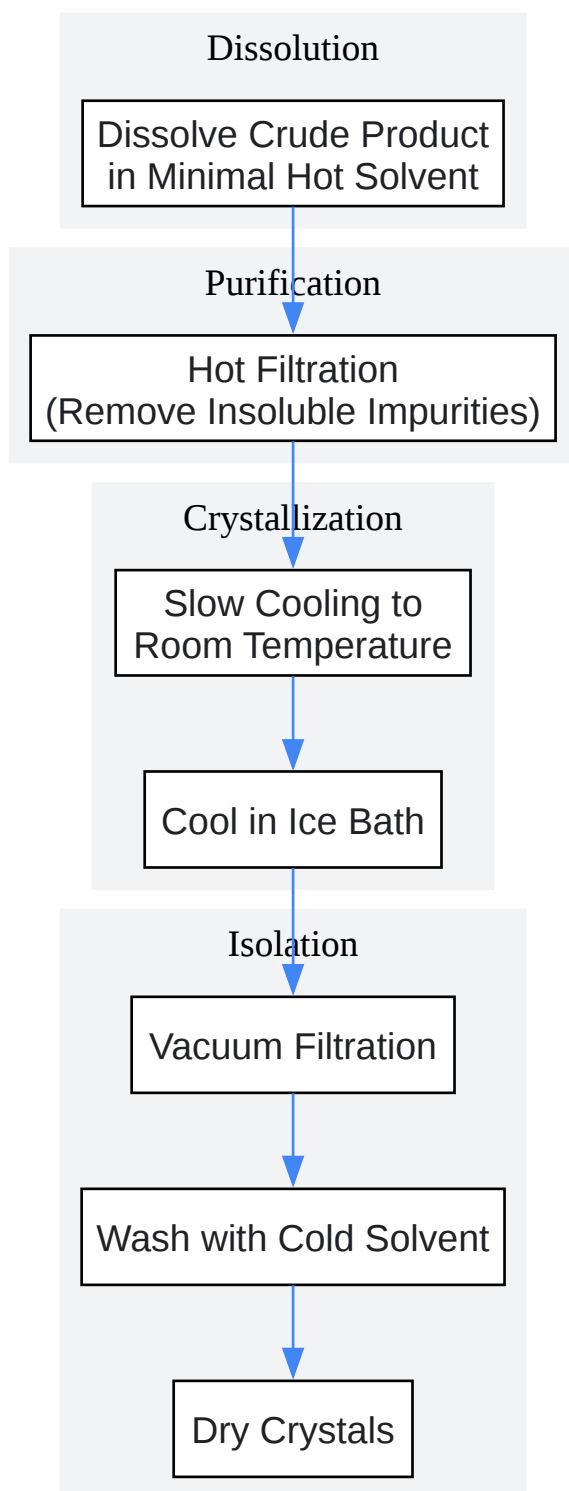 Dissolution
Dissolve Crude Product
in Minimal Hot Solvent
Purification
Hot Filtration
(Remove Insoluble Impurities)
Crystallization
Slow Cooling to
Room Temperature
Cool in Ice Bath
Isolation
Vacuum Filtration
Wash with Cold Solvent
Dry Crystals